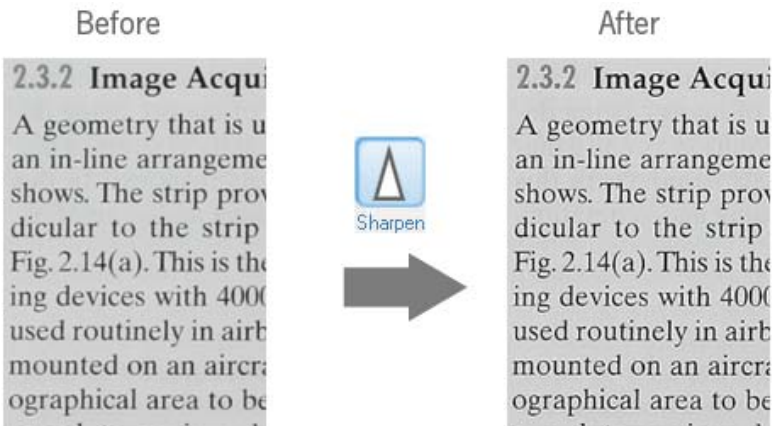 Before
2.3.2 Image Acqui
A geometry that is u
an in-line arrangeme
shows. The strip prov
dicular to the strip
Fig. 2.14(a). This is the
ing devices with 4000
used routinely in airb
mounted on an aircra
ographical area to be
Sharpen
After
2.3.2 Image Acqui
A geometry that is u
an in-line arrangeme
shows. The strip prov
dicular to the strip
Fig. 2.14(a). This is the
ing devices with 4000
used routinely in airb
mounted on an aircra
ographical area to be